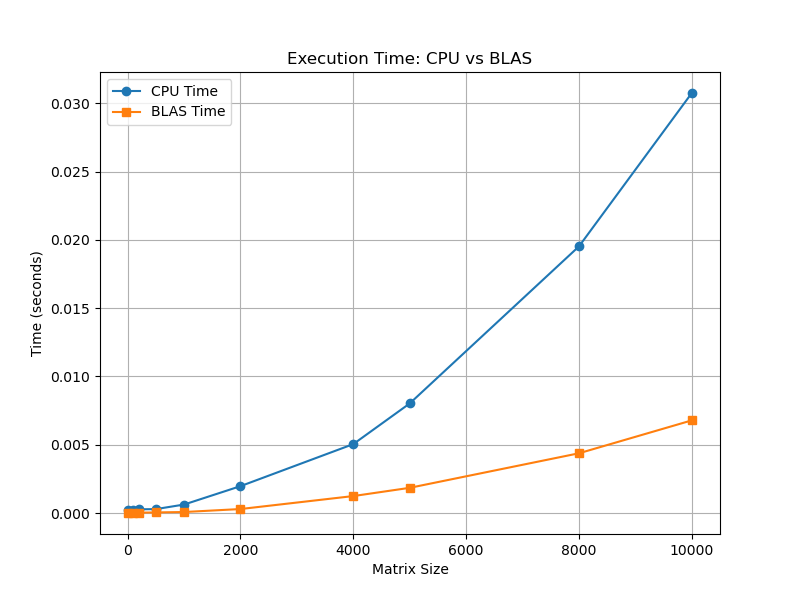 Execution Time: CPU vs BLAS
CPU Time
BLAS Time
Time (seconds)
0.030
0.025
0.020
0.015
0.010
0.005
0.000
0 2000 4000 6000 8000 10000
Matrix Size